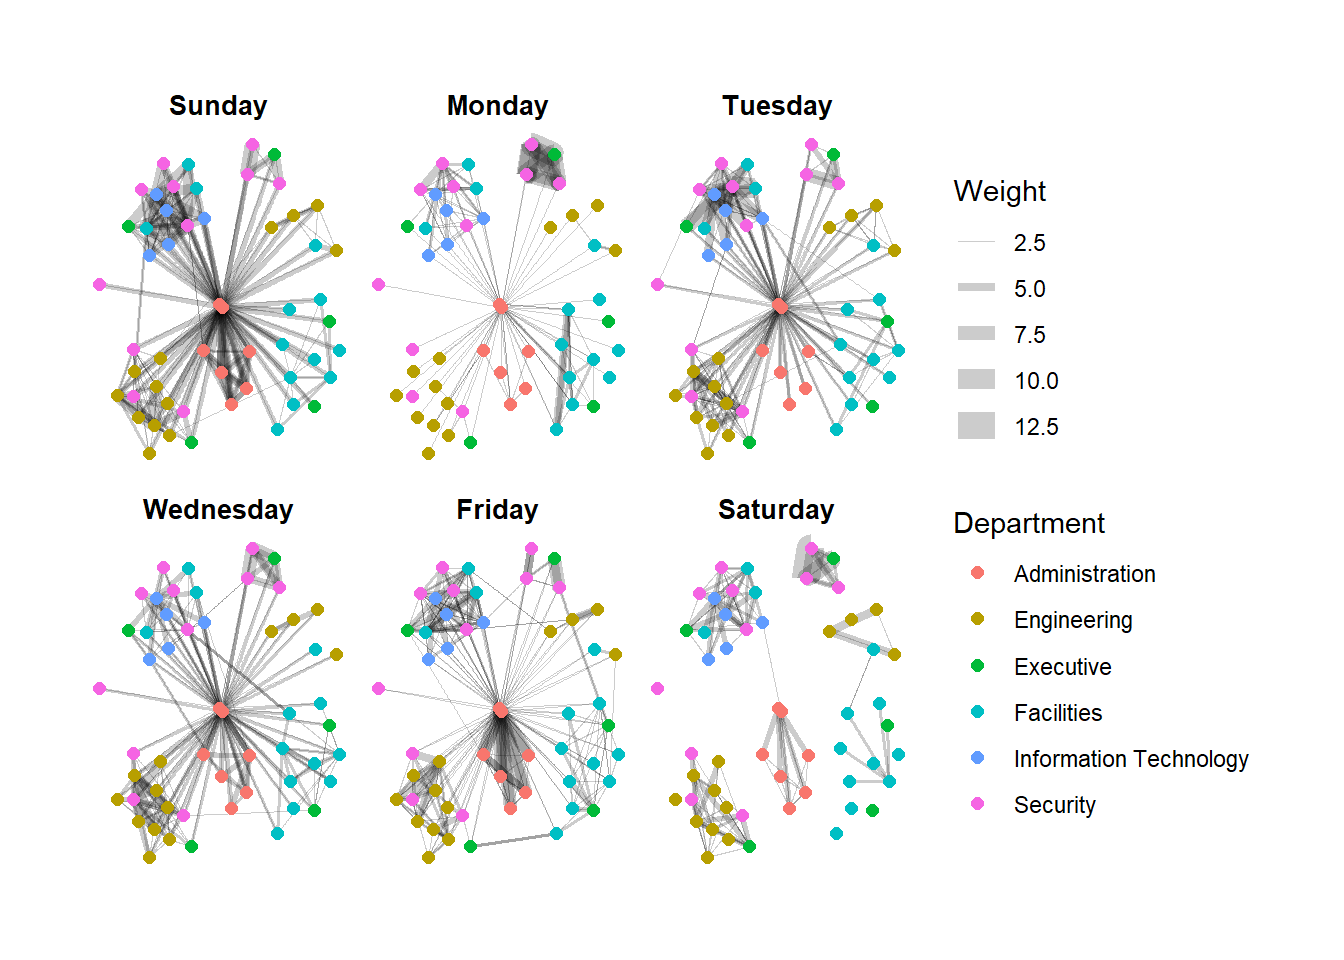 Sunday
Monday
Tuesday
Wednesday
Friday
Saturday
Weight
2.5
5.0
7.5
10.0
12.5
Department
Administration
Engineering
Executive
Facilities
Information Technology
Security